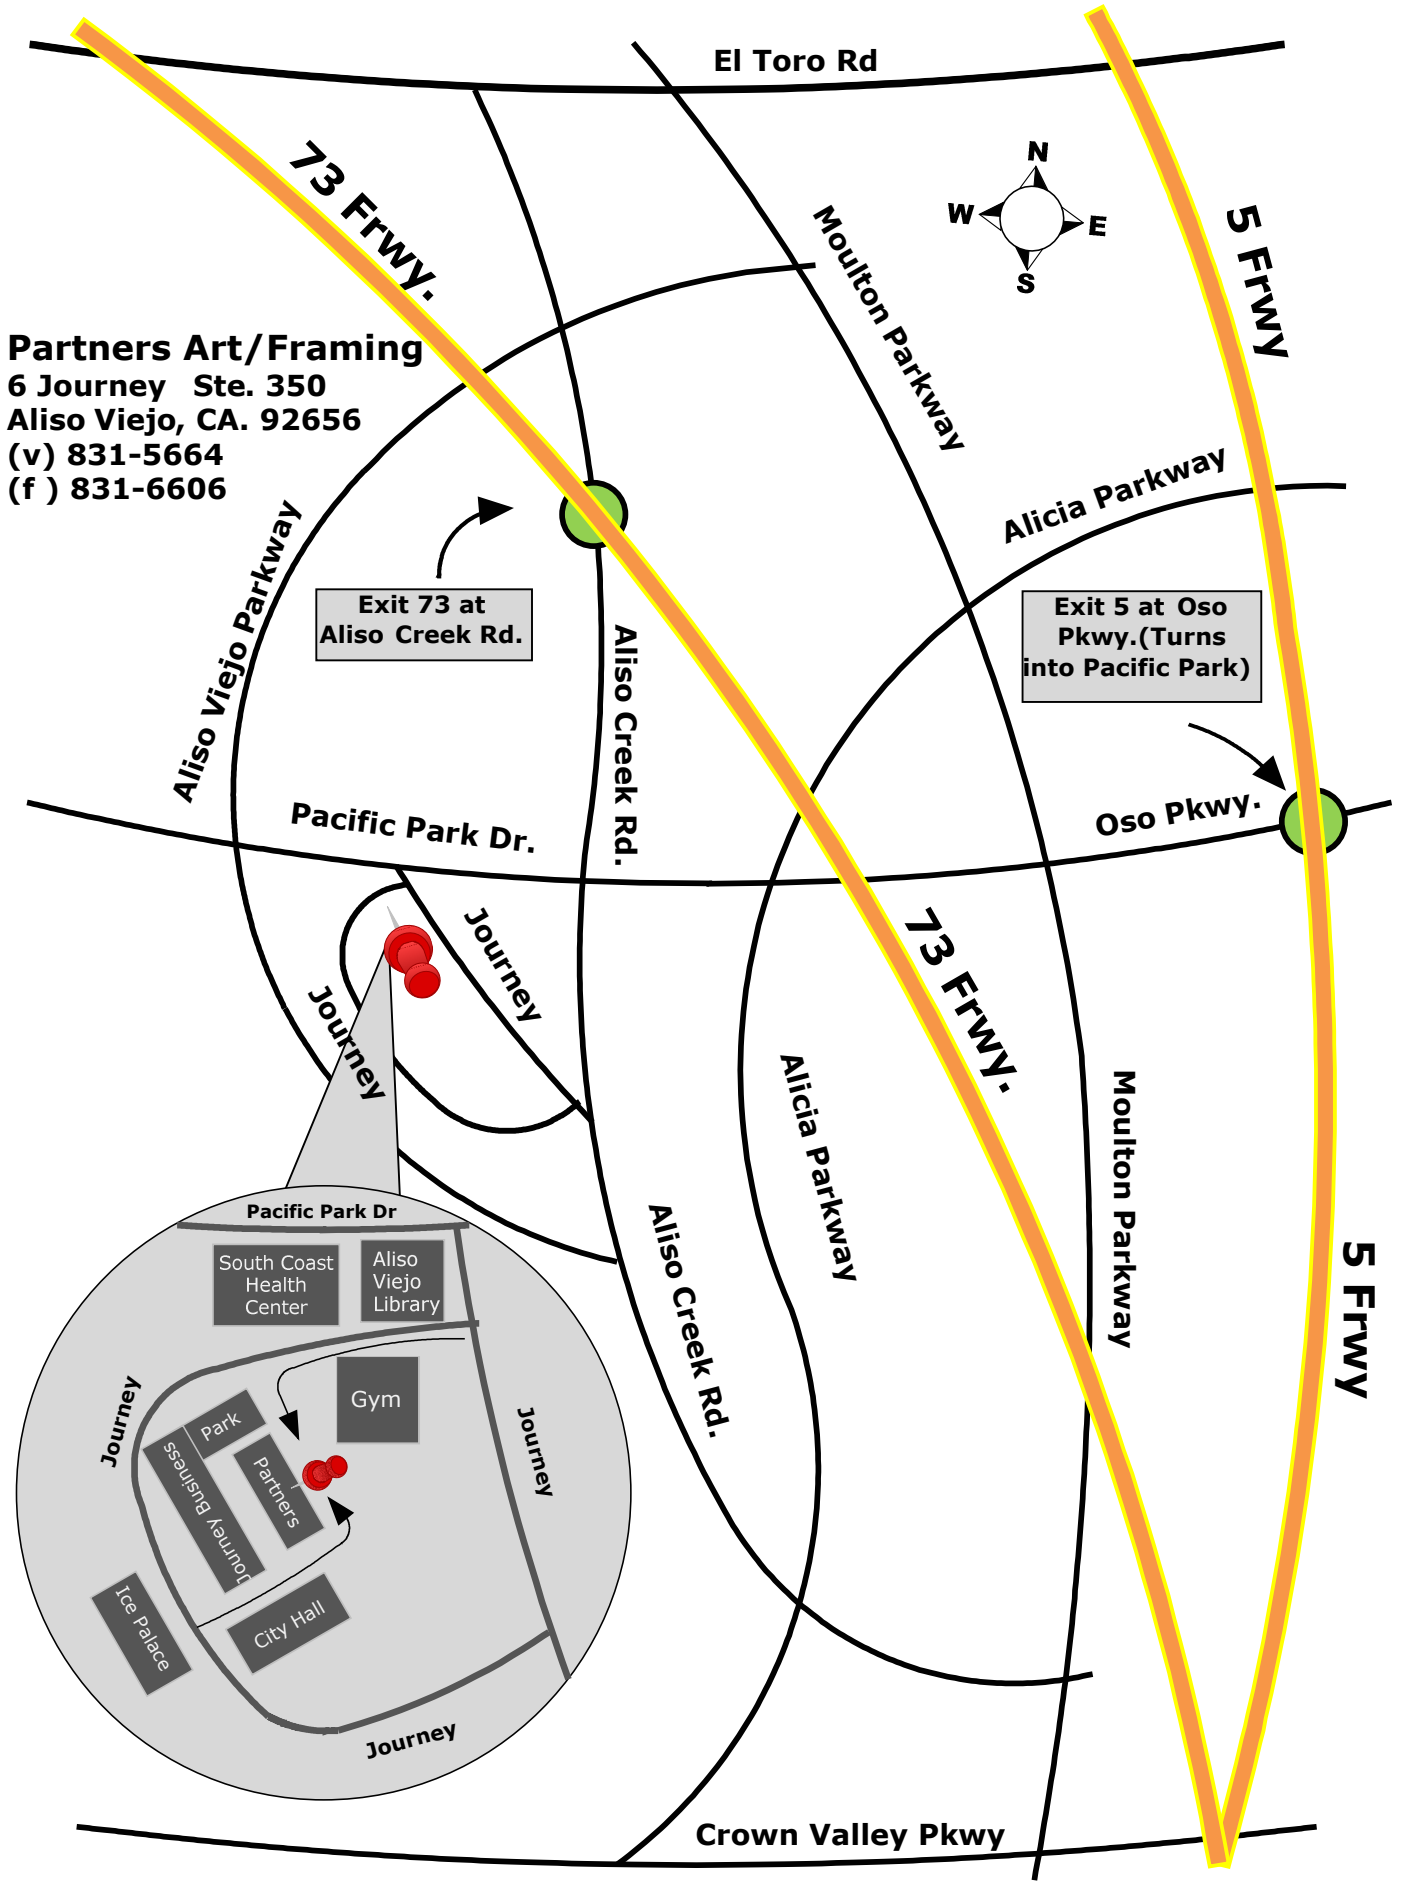 El Toro Rd
73 Frwy.
N
W
E
S
5 Frwy
Moulton Parkway
Partners Art/Framing
6 Journey Ste. 350
Aliso Viejo, CA. 92656
(v) 831-5664
(f ) 831-6606
Alicia Parkway
Aliso Viejo Parkway
Exit 73 at
Aliso Creek Rd.
Exit 5 at Oso
Pkwy.(Turns
into Pacific Park)
Aliso Creek Rd.
Pacific Park Dr.
Oso Pkwy.
Journey
73 Frwy.
Journey
Alicia Parkway
Moulton Parkway
Aliso Creek Rd.
5 Frwy
Pacific Park Dr
South Coast
Health
Center
Aliso
Viejo
Library
Gym
Journey
Park
Journey Business
Partners
Journey
Ice Palace
City Hall
Journey
Crown Valley Pkwy